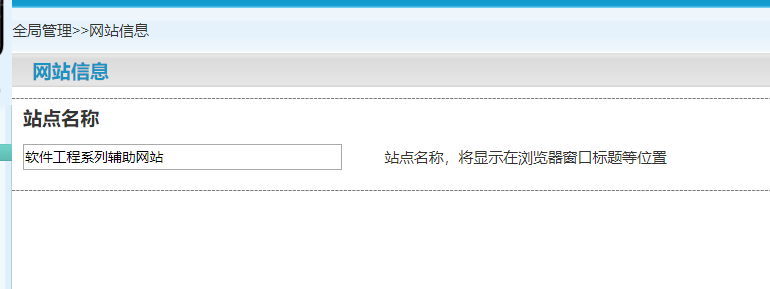 全局管理>>网站信息
网站信息
站点名称
软件工程系列辅助网站
站点名称，将显示在浏览器窗口标题等位置